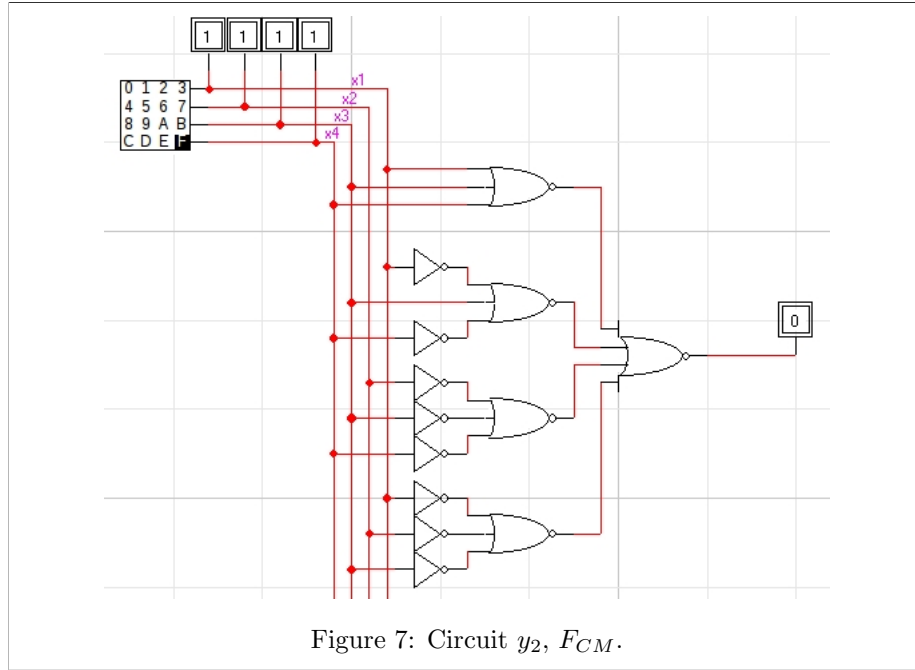 1 1 1 1
x1
0 1 2 3
x2
4 5 6 7
x3
8 9 A B
x4
C D E F
0
Figure 7: Circuit y2, FCM.